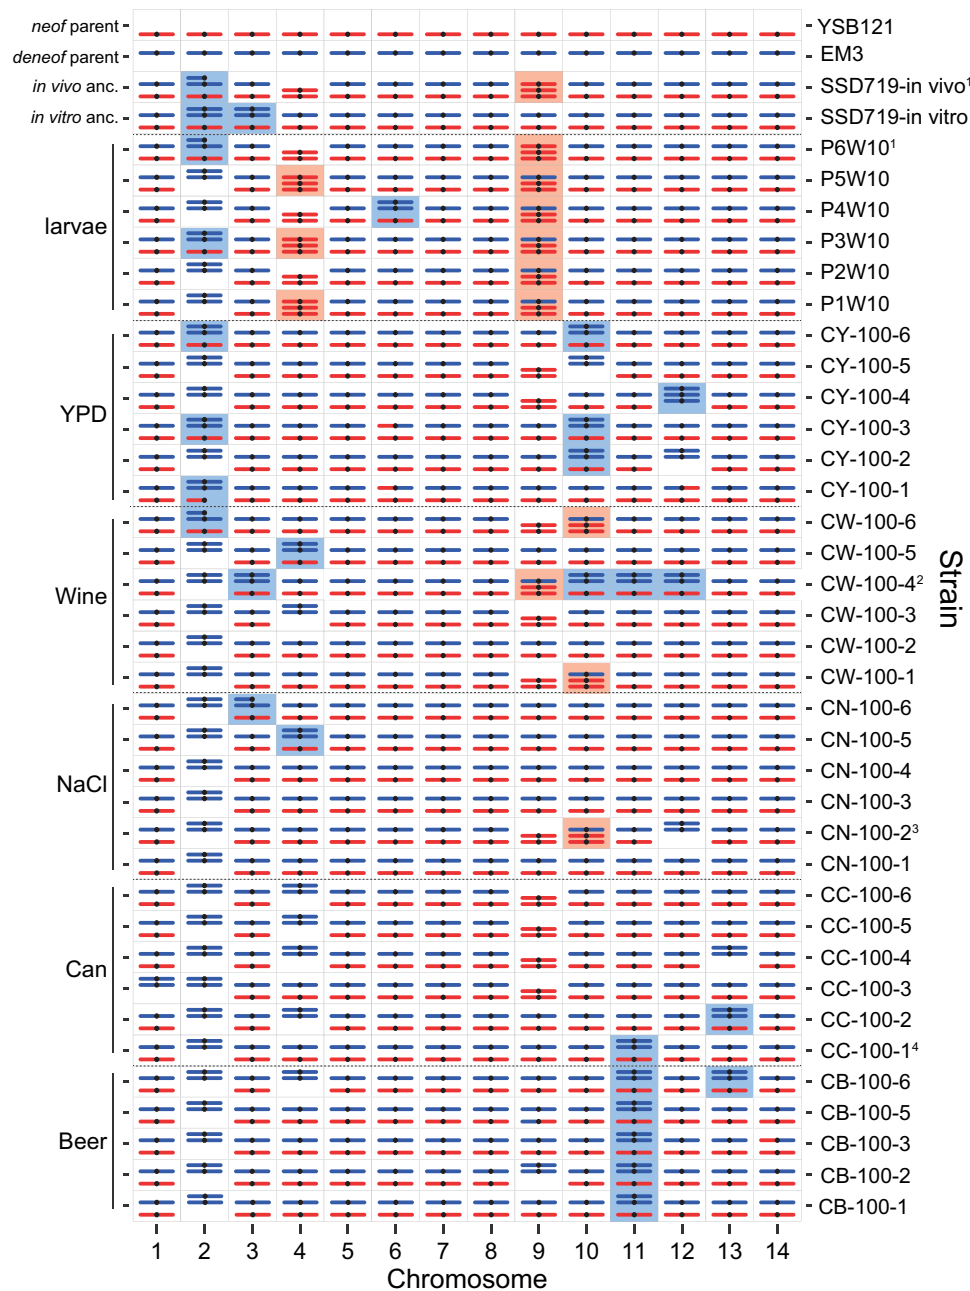 neof parent YSB121
deneof parent EM3
in vivo anc. SSD719-in vivo¹
in vitro anc. SSD719-in vitro
P6W10¹
P5W10
larvae P4W10
P3W10
P2W10
P1W10
CY-100-6
CY-100-5
CY-100-4
YPD CY-100-3
CY-100-2
CY-100-1
CW-100-6
CW-100-5
Wine CW-100-4²
CW-100-3
CW-100-2
CW-100-1
CN-100-6
CN-100-5
NaCl CN-100-4
CN-100-3
CN-100-2³
CN-100-1
CC-100-6
CC-100-5
Can CC-100-4
CC-100-3
CC-100-2
CC-100-1⁴
CB-100-6
CB-100-5
Beer CB-100-3
CB-100-2
CB-100-1
Strain
1 2 3 4 5 6 7 8 9 10 11 12 13 14
Chromosome